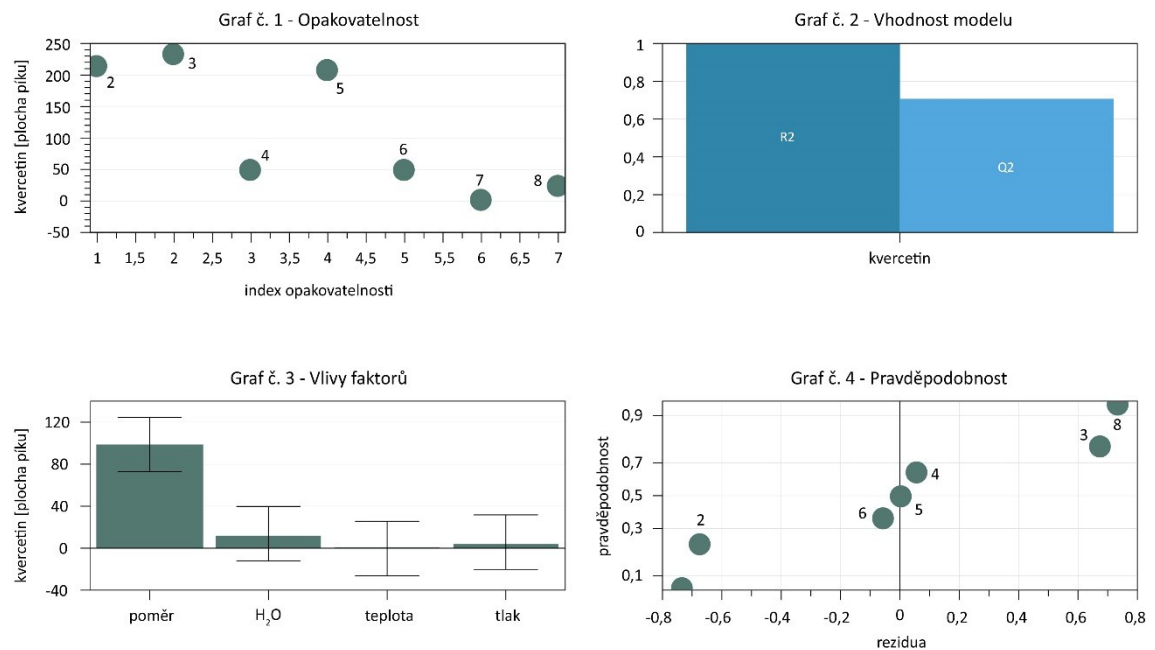 Graf č. 1 - Opakovatelnost
kvercetin [plocha píku]
250
200
150
100
50
0
-50
2
3
4
5
6
7
8
1 1,5 2 2,5 3 3,5 4 4,5 5 5,5 6 6,5 7
index opakovatelnosti
Graf č. 2 - Vhodnost modelu
1
0,8
0,6
0,4
0,2
0
R2
Q2
kvercetin
Graf č. 3 - Vlivy faktorů
kvercetin [plocha píku]
120
80
40
0
-40
poměr H₂O teplota tlak
Graf č. 4 - Pravděpodobnost
pravděpodobnost
0,9
0,7
0,5
0,3
0,1
3
8
4
5
6
2
-0,8 -0,6 -0,4 -0,2 0 0,2 0,4 0,6 0,8
rezidua